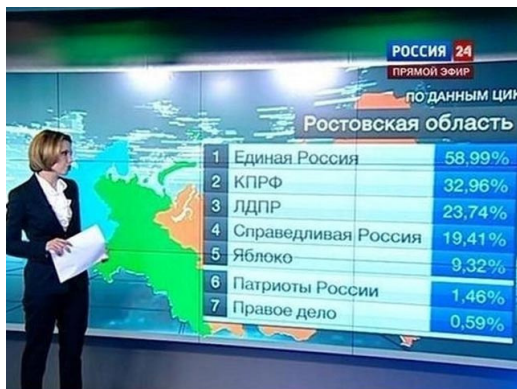 РОССИЯ 24
ПРЯМОЙ ЭФИР
ПО ДАННЫМ ЦИК
Ростовская область
1 Единая Россия 58,99%
2 КПРФ 32,96%
3 ЛДПР 23,74%
4 Справедливая Россия 19,41%
5 Яблоко 9,32%
6 Патриоты России 1,46%
7 Правое дело 0,59%